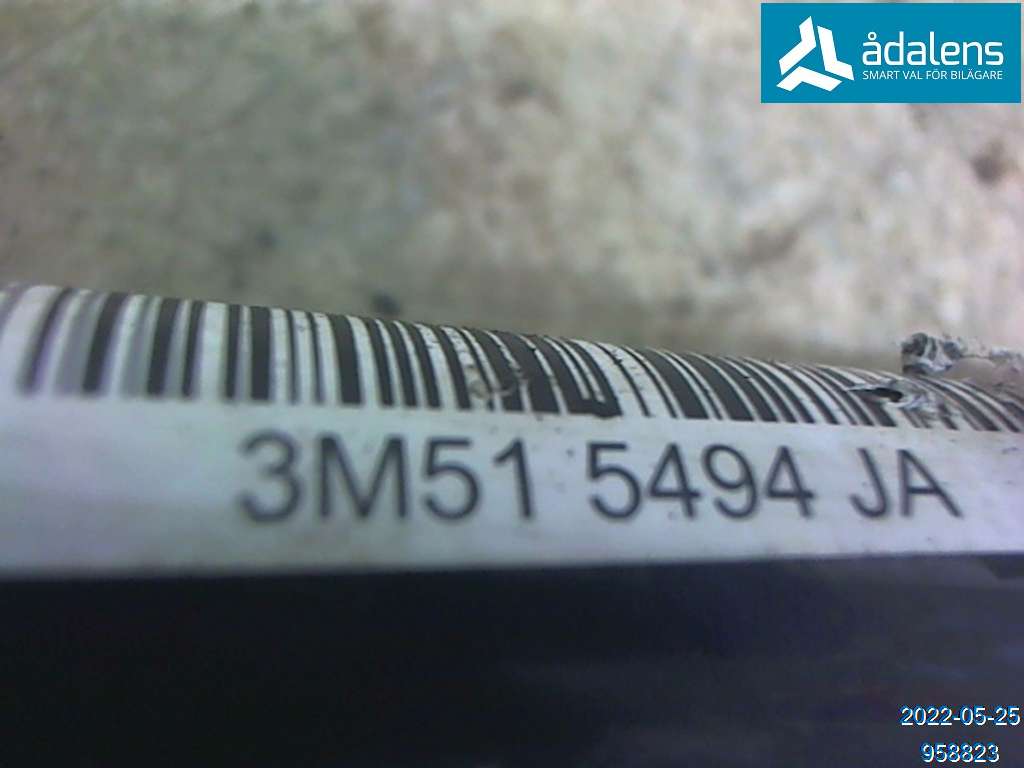 ådalens
SMART VAL FÖR BILÄGARE
3M51 5494 JA
2022-05-25
958823